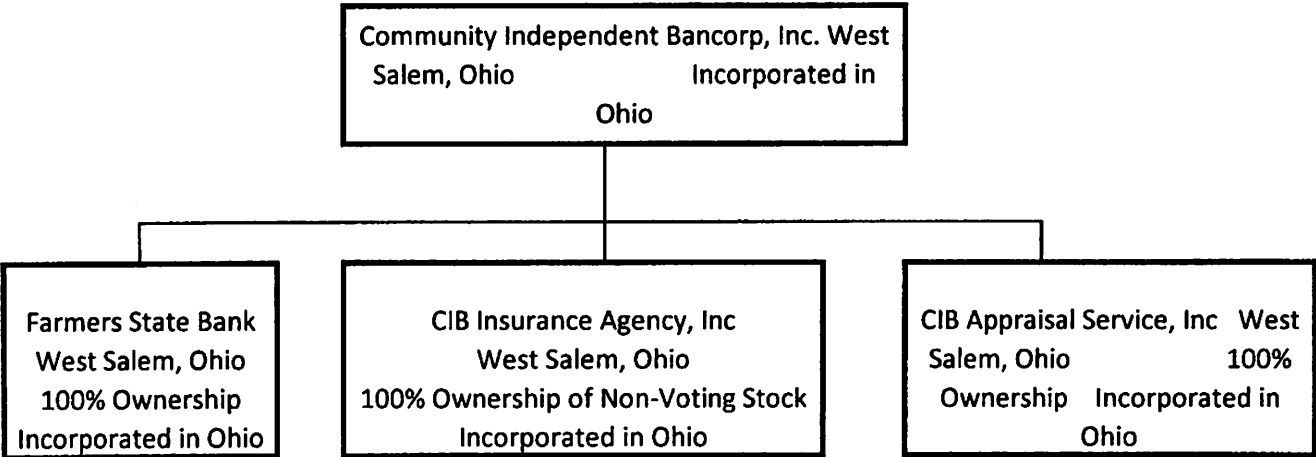 Community Independent Bancorp, Inc. West
Salem, Ohio Incorporated in
Ohio
Farmers State Bank
West Salem, Ohio
100% Ownership
Incorporated in Ohio
CIB Insurance Agency, Inc
West Salem, Ohio
100% Ownership of Non-Voting Stock
Incorporated in Ohio
CIB Appraisal Service, Inc West
Salem, Ohio 100%
Ownership Incorporated in
Ohio